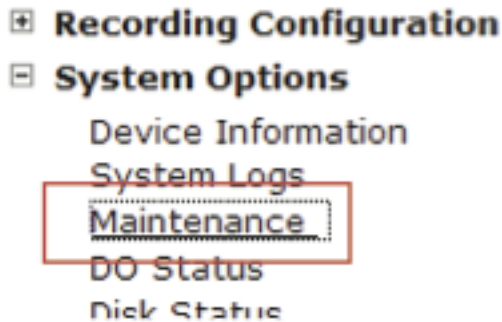 Recording Configuration
System Options
Device Information
System Logs
Maintenance
DO Status
Disk Status